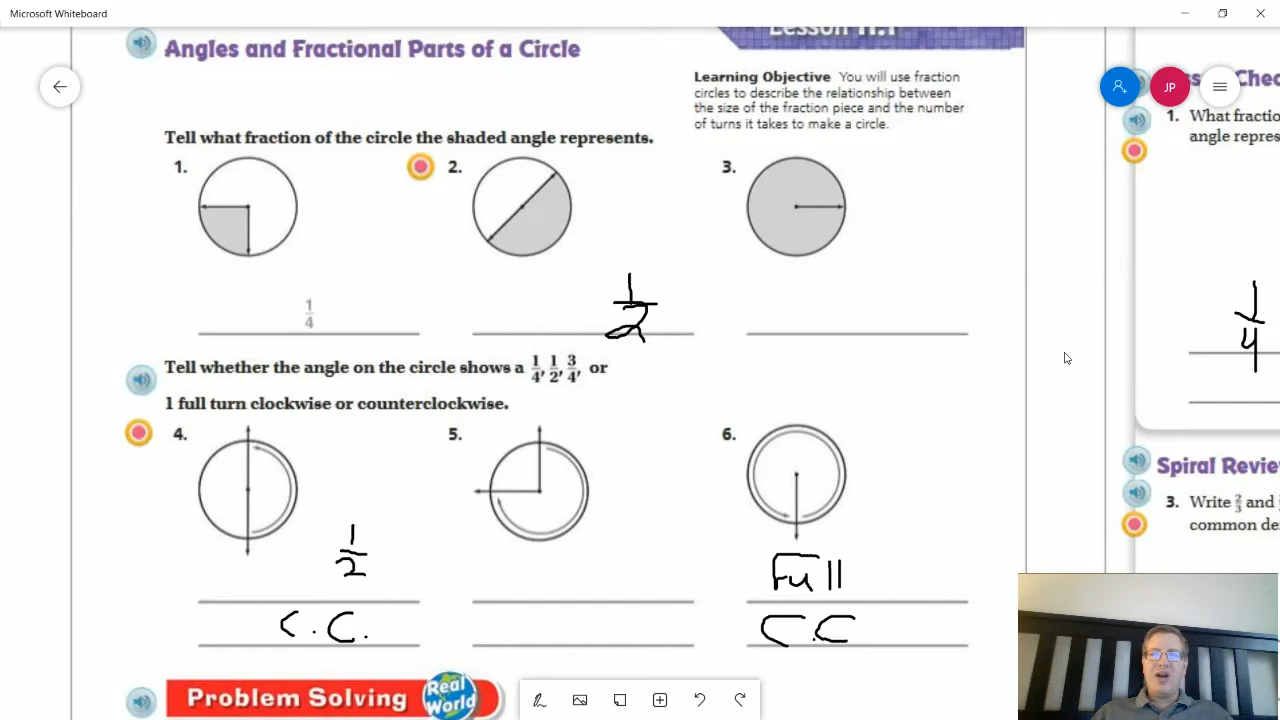 Microsoft Whiteboard
Angles and Fractional Parts of a Circle
Lesson 11.1
Learning Objective You will use fraction
circles to describe the relationship between
the size of the fraction piece and the number
of turns it takes to make a circle.
JP
Tell what fraction of the circle the shaded angle represents.
1.
2.
3.
1/4
1/2
Tell whether the angle on the circle shows a 1/4, 1/2, 3/4, or
1 full turn clockwise or counterclockwise.
4.
5.
6.
1/2
Full
C.C.
C.C
Problem Solving Real World
1. What fractio
angle repres
1/4
Spiral Revie
3. Write 2/3 and
common de